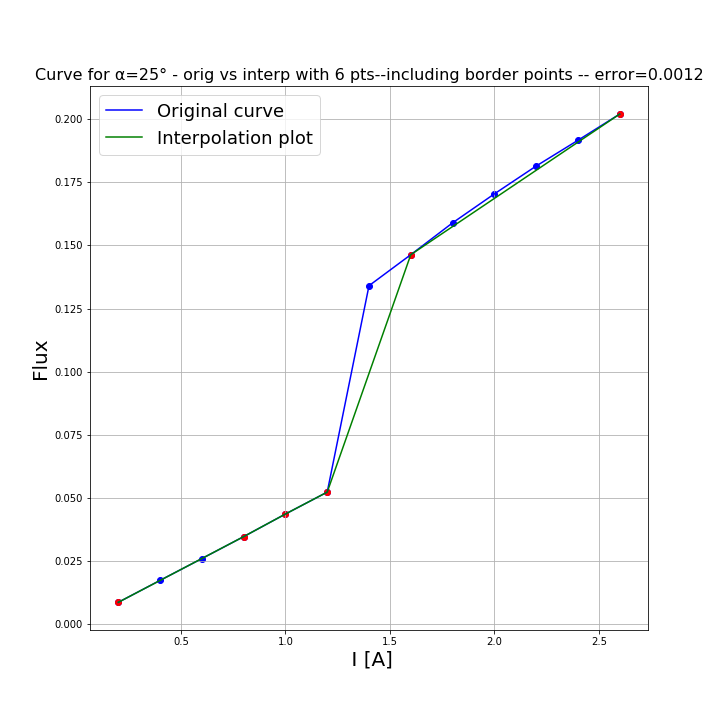 Curve for α=25° - orig vs interp with 6 pts--including border points -- error=0.0012
Original curve
Interpolation plot
0.200
0.175
0.150
0.125
0.100
0.075
0.050
0.025
0.000
Flux
0.5 1.0 1.5 2.0 2.5
I [A]